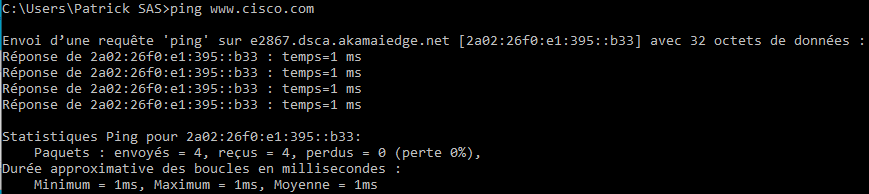 C:\Users\Patrick SAS>ping www.cisco.com
Envoi d’une requête 'ping' sur e2867.dsca.akamaiedge.net [2a02:26f0:e1:395::b33] avec 32 octets de données :
Réponse de 2a02:26f0:e1:395::b33 : temps=1 ms
Réponse de 2a02:26f0:e1:395::b33 : temps=1 ms
Réponse de 2a02:26f0:e1:395::b33 : temps=1 ms
Réponse de 2a02:26f0:e1:395::b33 : temps=1 ms
Statistiques Ping pour 2a02:26f0:e1:395::b33:
Paquets : envoyés = 4, reçus = 4, perdus = 0 (perte 0%),
Durée approximative des boucles en millisecondes :
Minimum = 1ms, Maximum = 1ms, Moyenne = 1ms